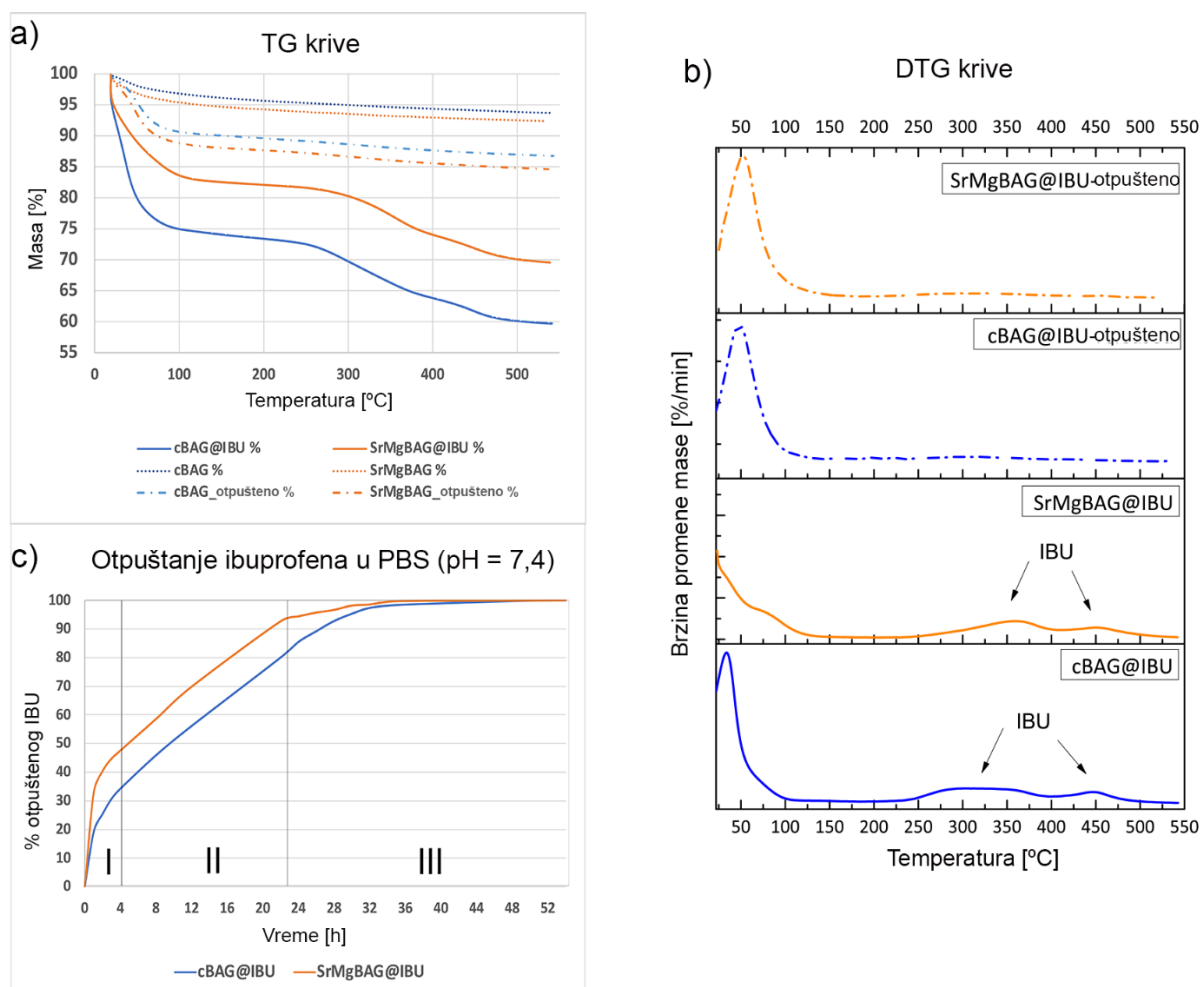 a)
TG krive
100
95
90
85
80
75
70
65
60
55
Masa [%]
0 100 200 300 400 500
Temperatura [ºC]
cBAG@IBU % SrMgBAG@IBU %
cBAG % SrMgBAG %
cBAG_otpušteno % SrMgBAG_otpušteno %
c) Otpuštanje ibuprofena u PBS (pH = 7,4)
100
90
80
70
60
50
40
30
20
10
0
% otpuštenog IBU
I II III
0 4 8 12 16 20 24 28 32 36 40 44 48 52
Vreme [h]
cBAG@IBU SrMgBAG@IBU
b)
DTG krive
50 100 150 200 250 300 350 400 450 500 550
SrMgBAG@IBU-otpušteno
cBAG@IBU-otpušteno
SrMgBAG@IBU
IBU
cBAG@IBU
IBU
Brzina promene mase [%/min]
50 100 150 200 250 300 350 400 450 500 550
Temperatura [ºC]